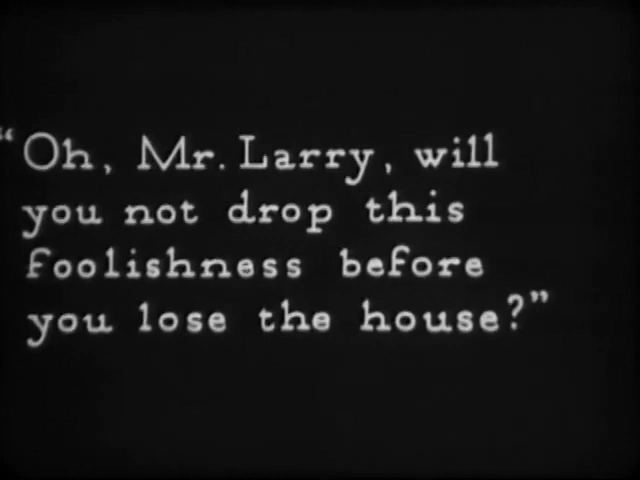 “Oh, Mr. Larry, will
you not drop this
foolishness before
you lose the house?”